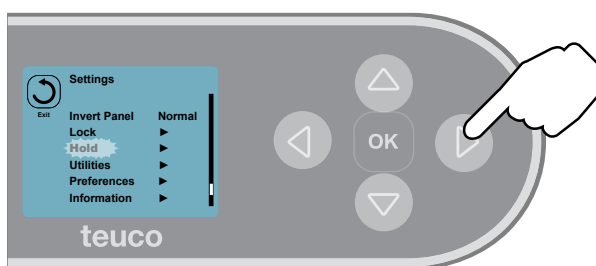 Settings
Exit
Invert Panel Normal
Lock ►
Hold ►
Utilities ►
Preferences ►
Information ►
OK
teuco